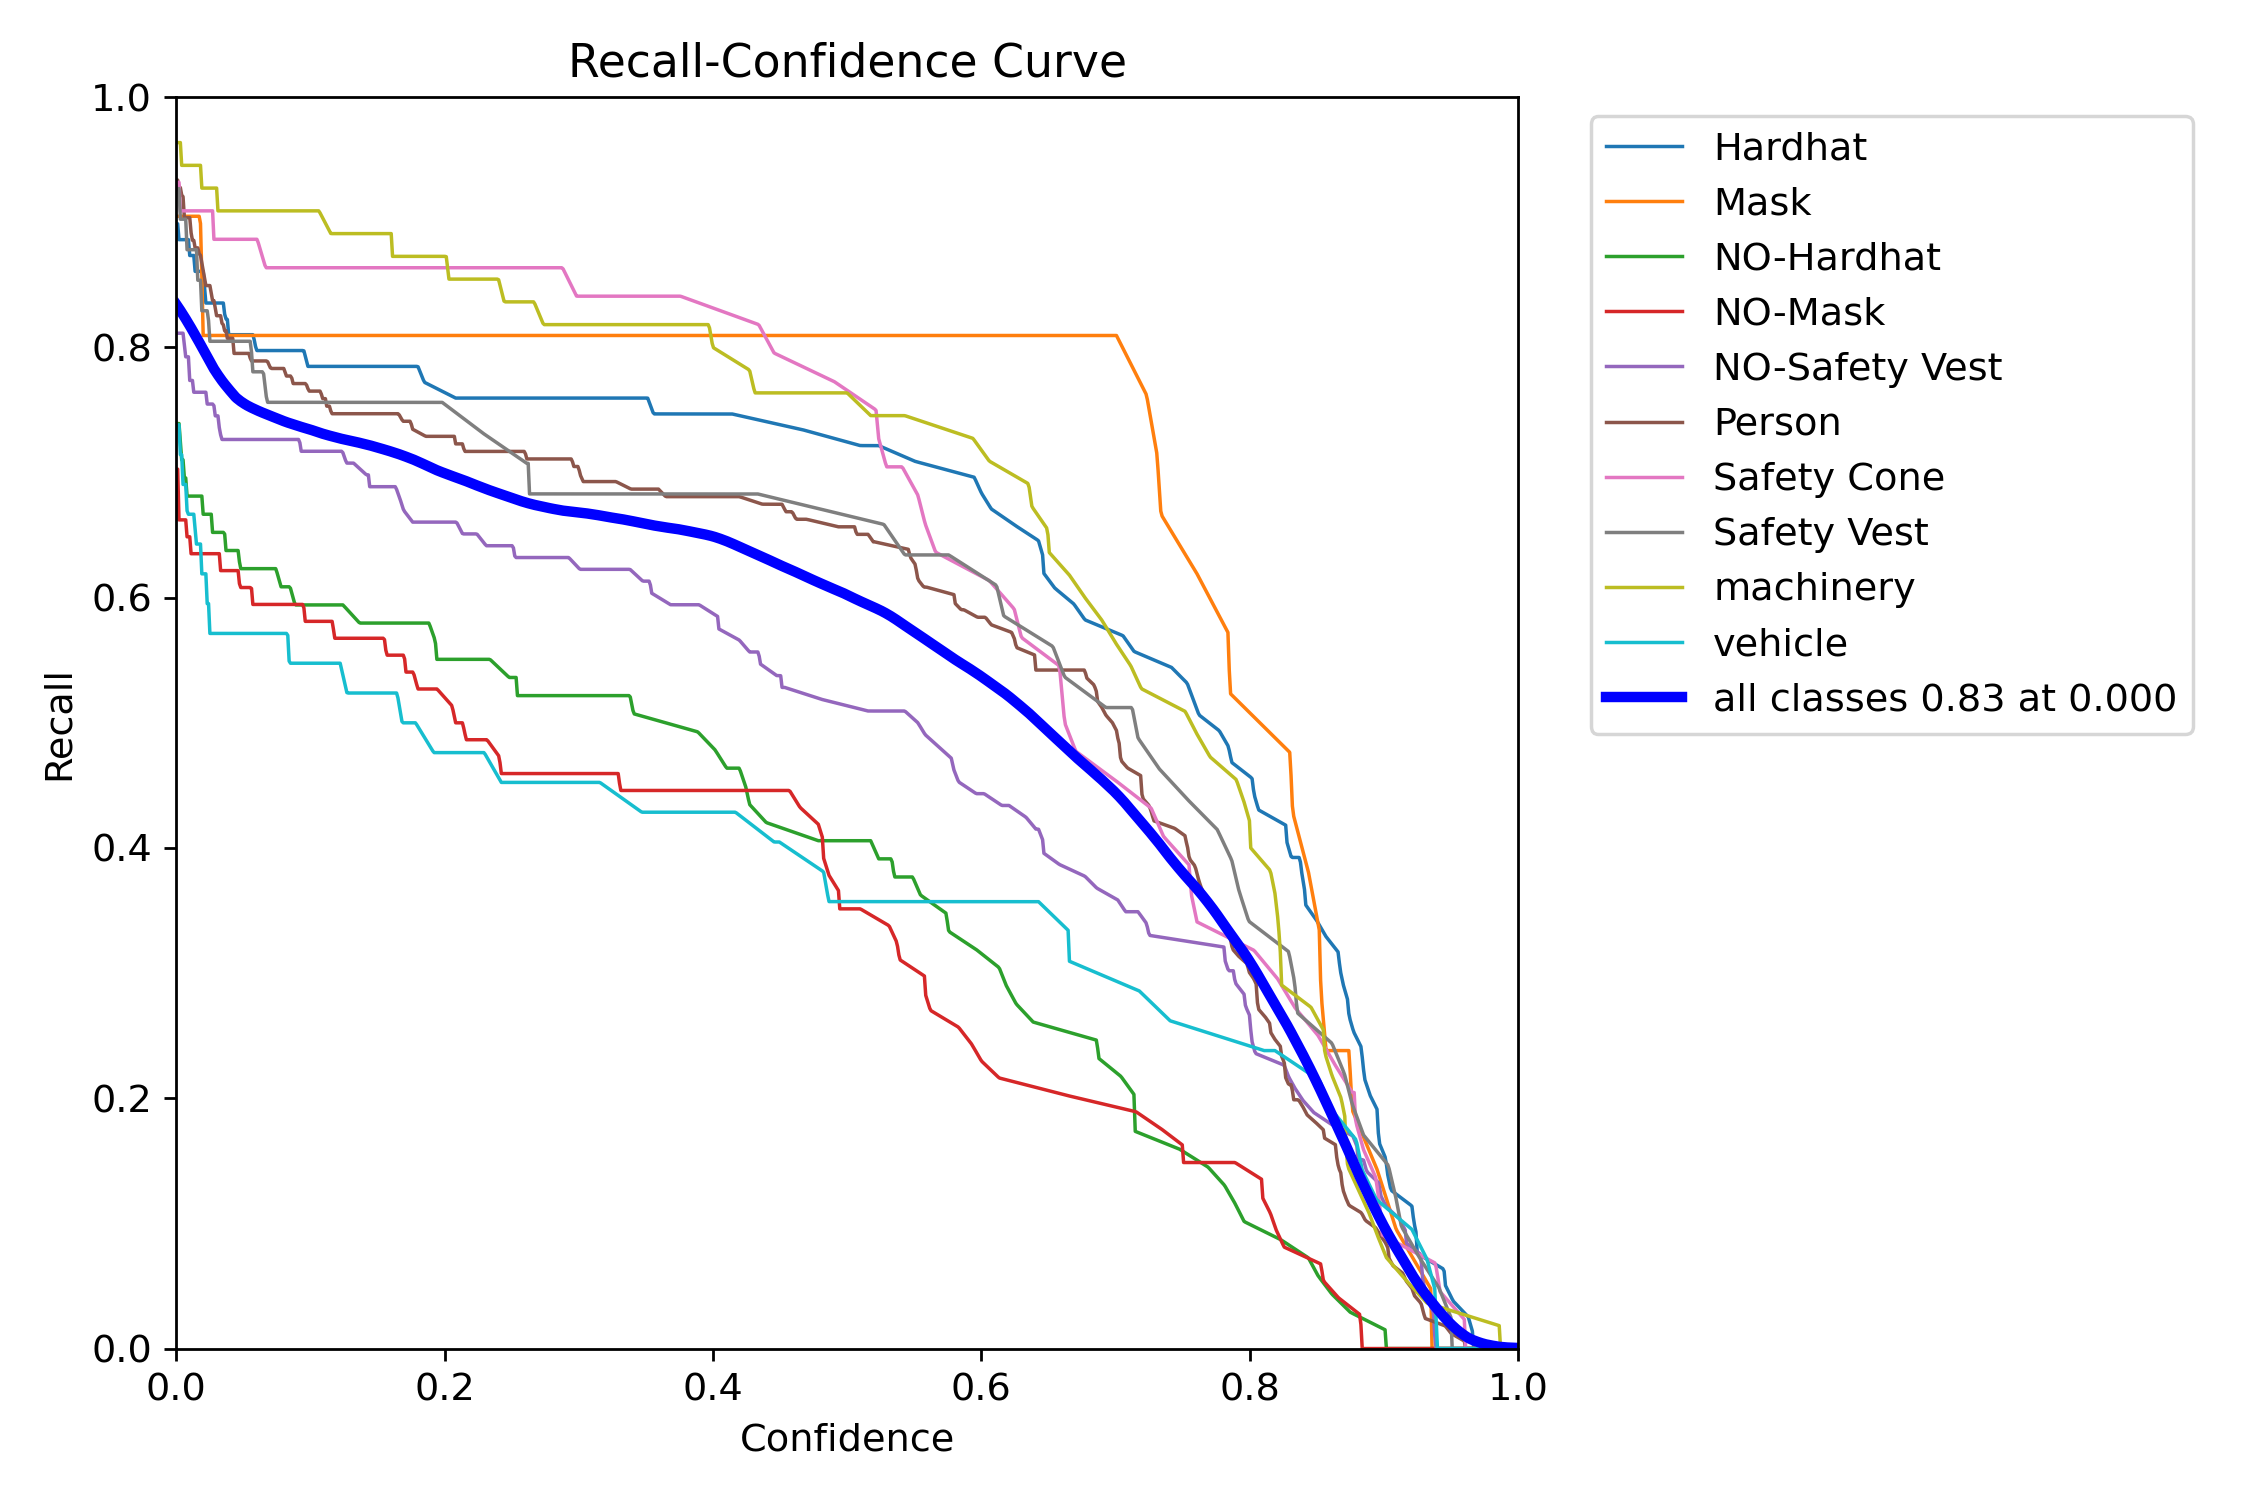 Recall-Confidence Curve
1.0
0.8
0.6
0.4
0.2
0.0
Recall
0.0 0.2 0.4 0.6 0.8 1.0
Confidence
Hardhat
Mask
NO-Hardhat
NO-Mask
NO-Safety Vest
Person
Safety Cone
Safety Vest
machinery
vehicle
all classes 0.83 at 0.000